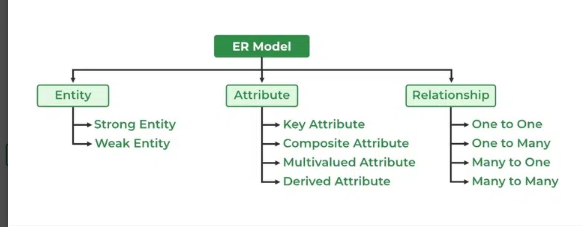 ER Model
Entity
Strong Entity
Weak Entity
Attribute
Key Attribute
Composite Attribute
Multivalued Attribute
Derived Attribute
Relationship
One to One
One to Many
Many to One
Many to Many